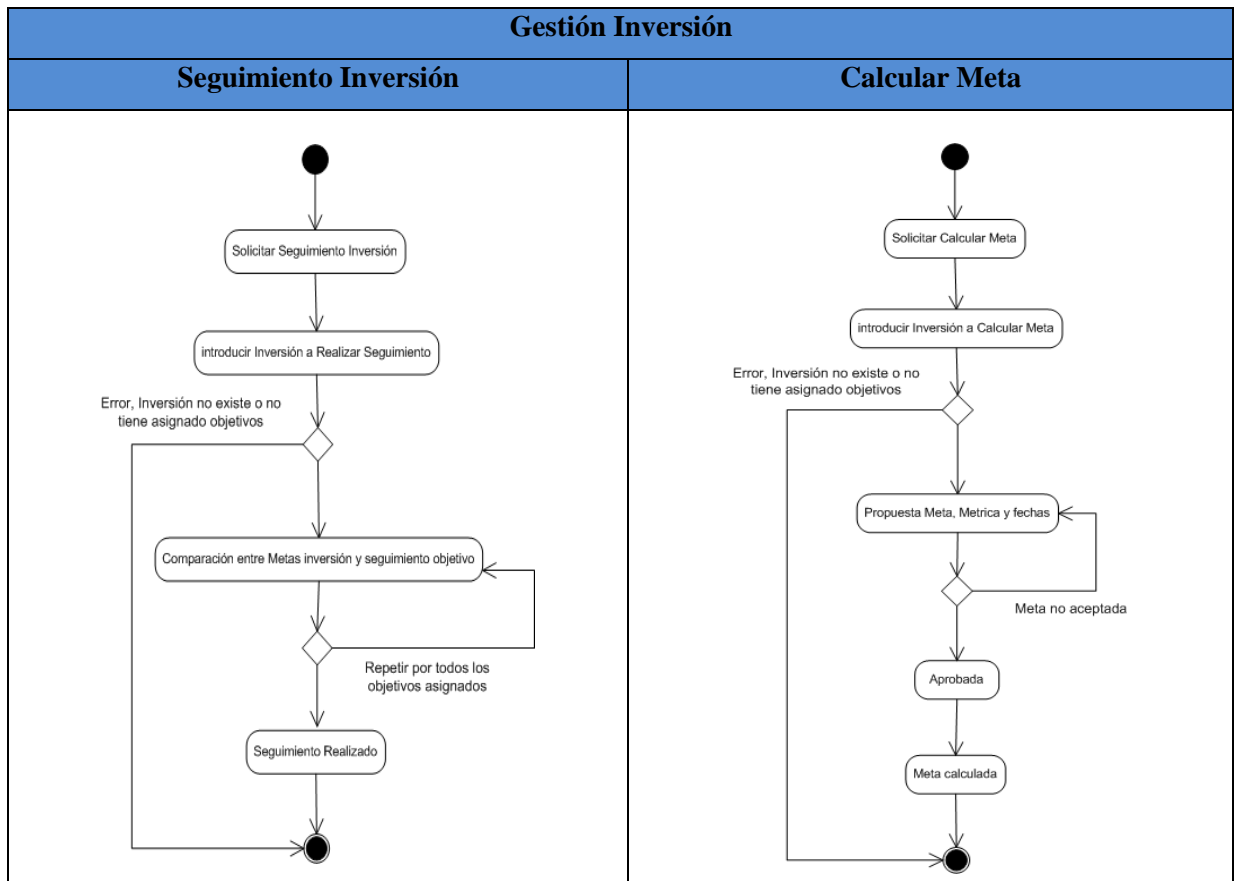 Gestión Inversión
Seguimiento Inversión
Calcular Meta
Solicitar Seguimiento Inversión
introducir Inversión a Realizar Seguimiento
Error, Inversión no existe o no
tiene asignado objetivos
Comparación entre Metas inversión y seguimiento objetivo
Repetir por todos los
objetivos asignados
Seguimiento Realizado
Solicitar Calcular Meta
introducir Inversión a Calcular Meta
Error, Inversión no existe o no
tiene asignado objetivos
Propuesta Meta, Metrica y fechas
Meta no aceptada
Aprobada
Meta calculada